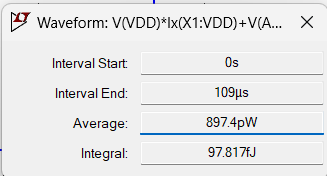 Waveform: V(VDD)*Ix(X1:VDD)+V(A...
Interval Start: 0s
Interval End: 109µs
Average: 897.4pW
Integral: 97.817fJ